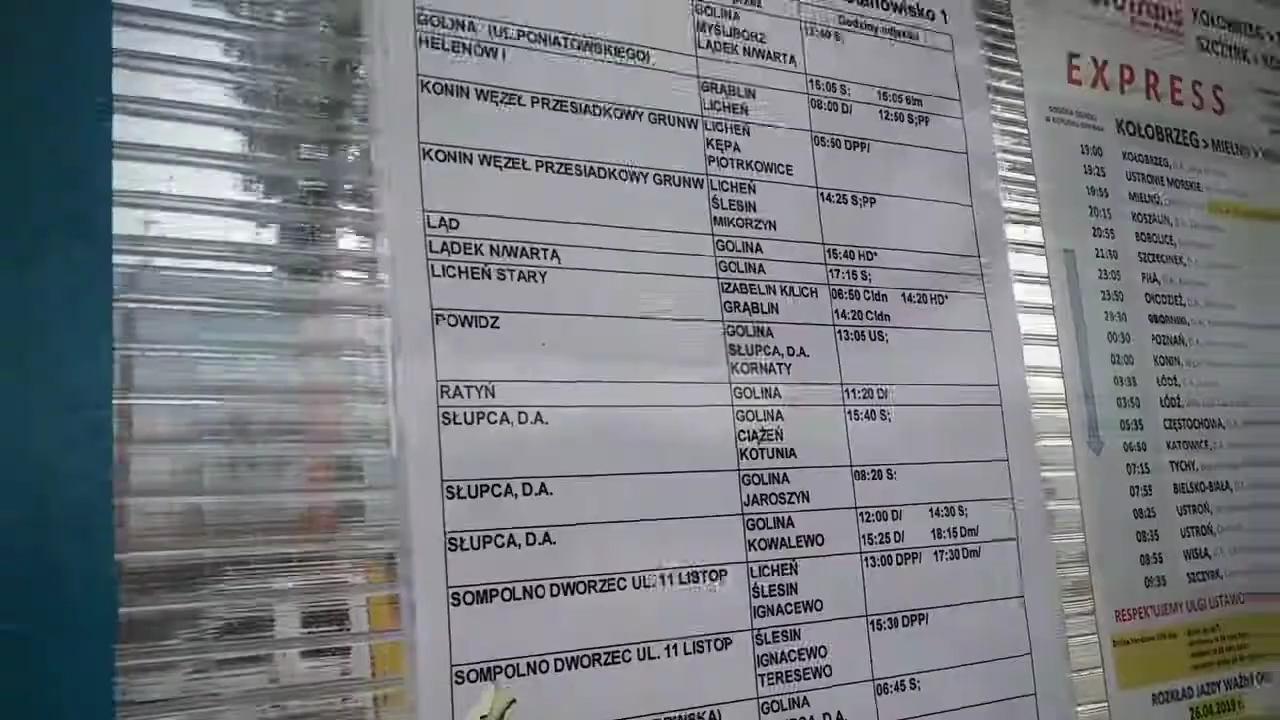 Stanowisko 1
Godziny odjazdu
GOLINA
MYŚLIBÓRZ
LĄDEK N/WARTĄ
GOLINA (UL.PONIATOWSKIEGO)
HELENÓW I
GRĄBLIN
LICHEŃ
15:05 S; 15:05 6lm
08:00 D/ 12:50 S;PP
KONIN WĘZEŁ PRZESIADKOWY GRUNW
LICHEŃ
KĘPA
PIOTRKOWICE
05:50 DPP/
KONIN WĘZEŁ PRZESIADKOWY GRUNW
LICHEŃ
ŚLESIN
MIKORZYN
14:25 S;PP
LĄD
GOLINA
15:40 HD*
LĄDEK N/WARTĄ
GOLINA
17:15 S;
LICHEŃ STARY
IZABELIN K/LICH
GRĄBLIN
06:50 Cldn 14:20 HD*
14:20 Cldn
POWIDZ
GOLINA
SŁUPCA, D.A.
KORNATY
13:05 US;
RATYŃ
GOLINA
11:20 D/
SŁUPCA, D.A.
GOLINA
CIĄŻEŃ
KOTUNIA
15:40 S;
SŁUPCA, D.A.
GOLINA
JAROSZYN
08:20 S;
SŁUPCA, D.A.
GOLINA
KOWALEWO
12:00 D/ 14:30 S;
15:25 D/ 18:15 Dm/
SOMPOLNO DWORZEC UL. 11 LISTOP
LICHEŃ
ŚLESIN
IGNACEWO
13:00 DPP/ 17:30 Dm/
SOMPOLNO DWORZEC UL. 11 LISTOP
ŚLESIN
IGNACEWO
TERESEWO
15:30 DPP/
GOLINA
06:45 S;
EXPRESS
KOŁOBRZEG > MIELNO >
19:00 KOŁOBRZEG,
19:25 USTRONIE MORSKIE,
19:55 MIELNO,
20:15 KOSZALIN,
20:55 BOBOLICE,
21:30 SZCZECINEK,
23:05 PIŁA,
23:50 CHODZIEŻ,
OBORNIKI,
00:30 POZNAŃ,
02:00 KONIN,
03:35 ŁÓDŹ,
03:50 ŁÓDŹ,
05:35 CZĘSTOCHOWA,
06:50 KATOWICE,
07:15 TYCHY,
07:55 BIELSKO-BIAŁA,
08:25 USTROŃ,
08:35 USTROŃ,
08:55 WISŁA,
09:35 SZCZYRK,
RESPEKTUJEMY ULGI USTAWO
ROZKŁAD JAZDY WAŻNY OD
26.04.2019 r.